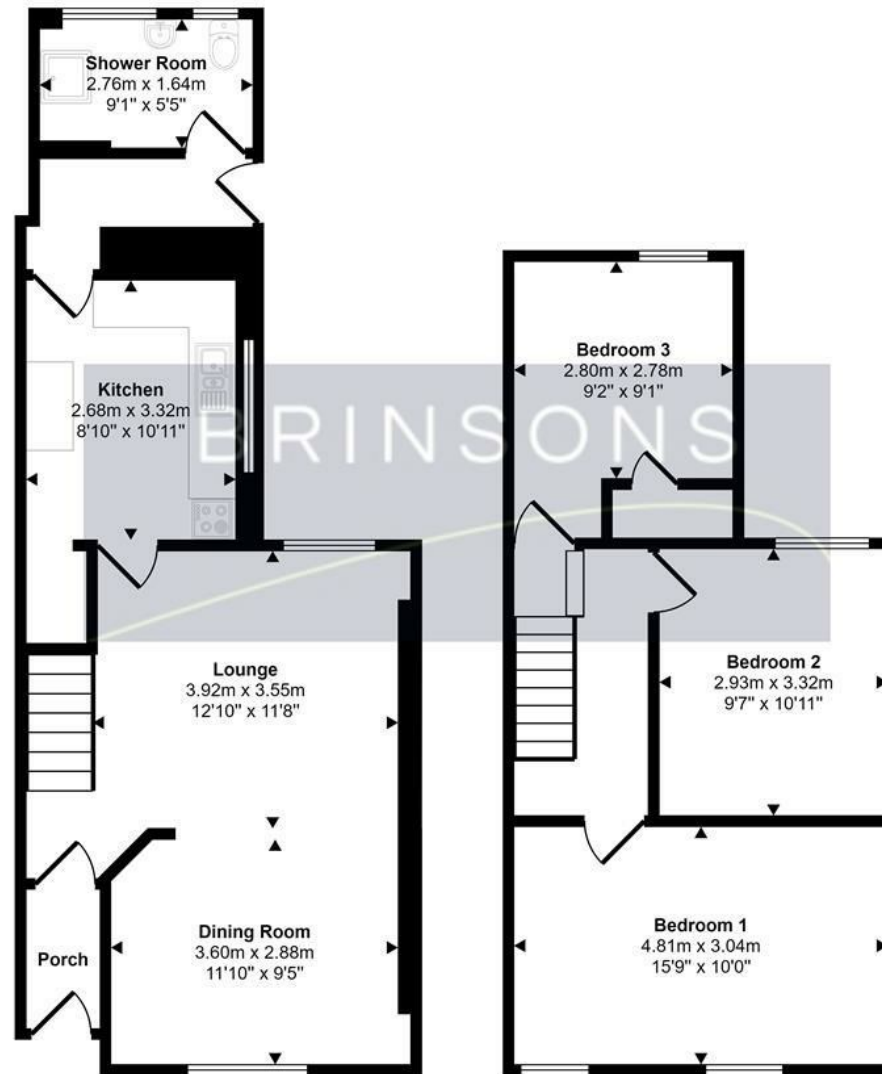 Shower Room
2.76m x 1.64m
9'1" x 5'5"
Kitchen
2.68m x 3.32m
8'10" x 10'11"
Lounge
3.92m x 3.55m
12'10" x 11'8"
Dining Room
3.60m x 2.88m
11'10" x 9'5"
Porch
Bedroom 3
2.80m x 2.78m
9'2" x 9'1"
BRINSONS
Bedroom 2
2.93m x 3.32m
9'7" x 10'11"
Bedroom 1
4.81m x 3.04m
15'9" x 10'0"